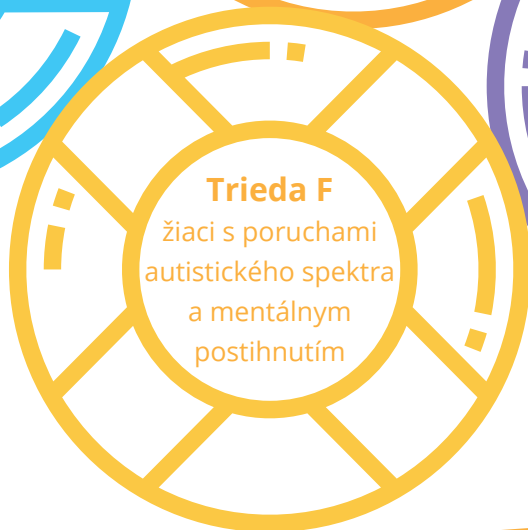 Trieda F
žiaci s poruchami
autistického spektra
a mentálnym
postihnutím